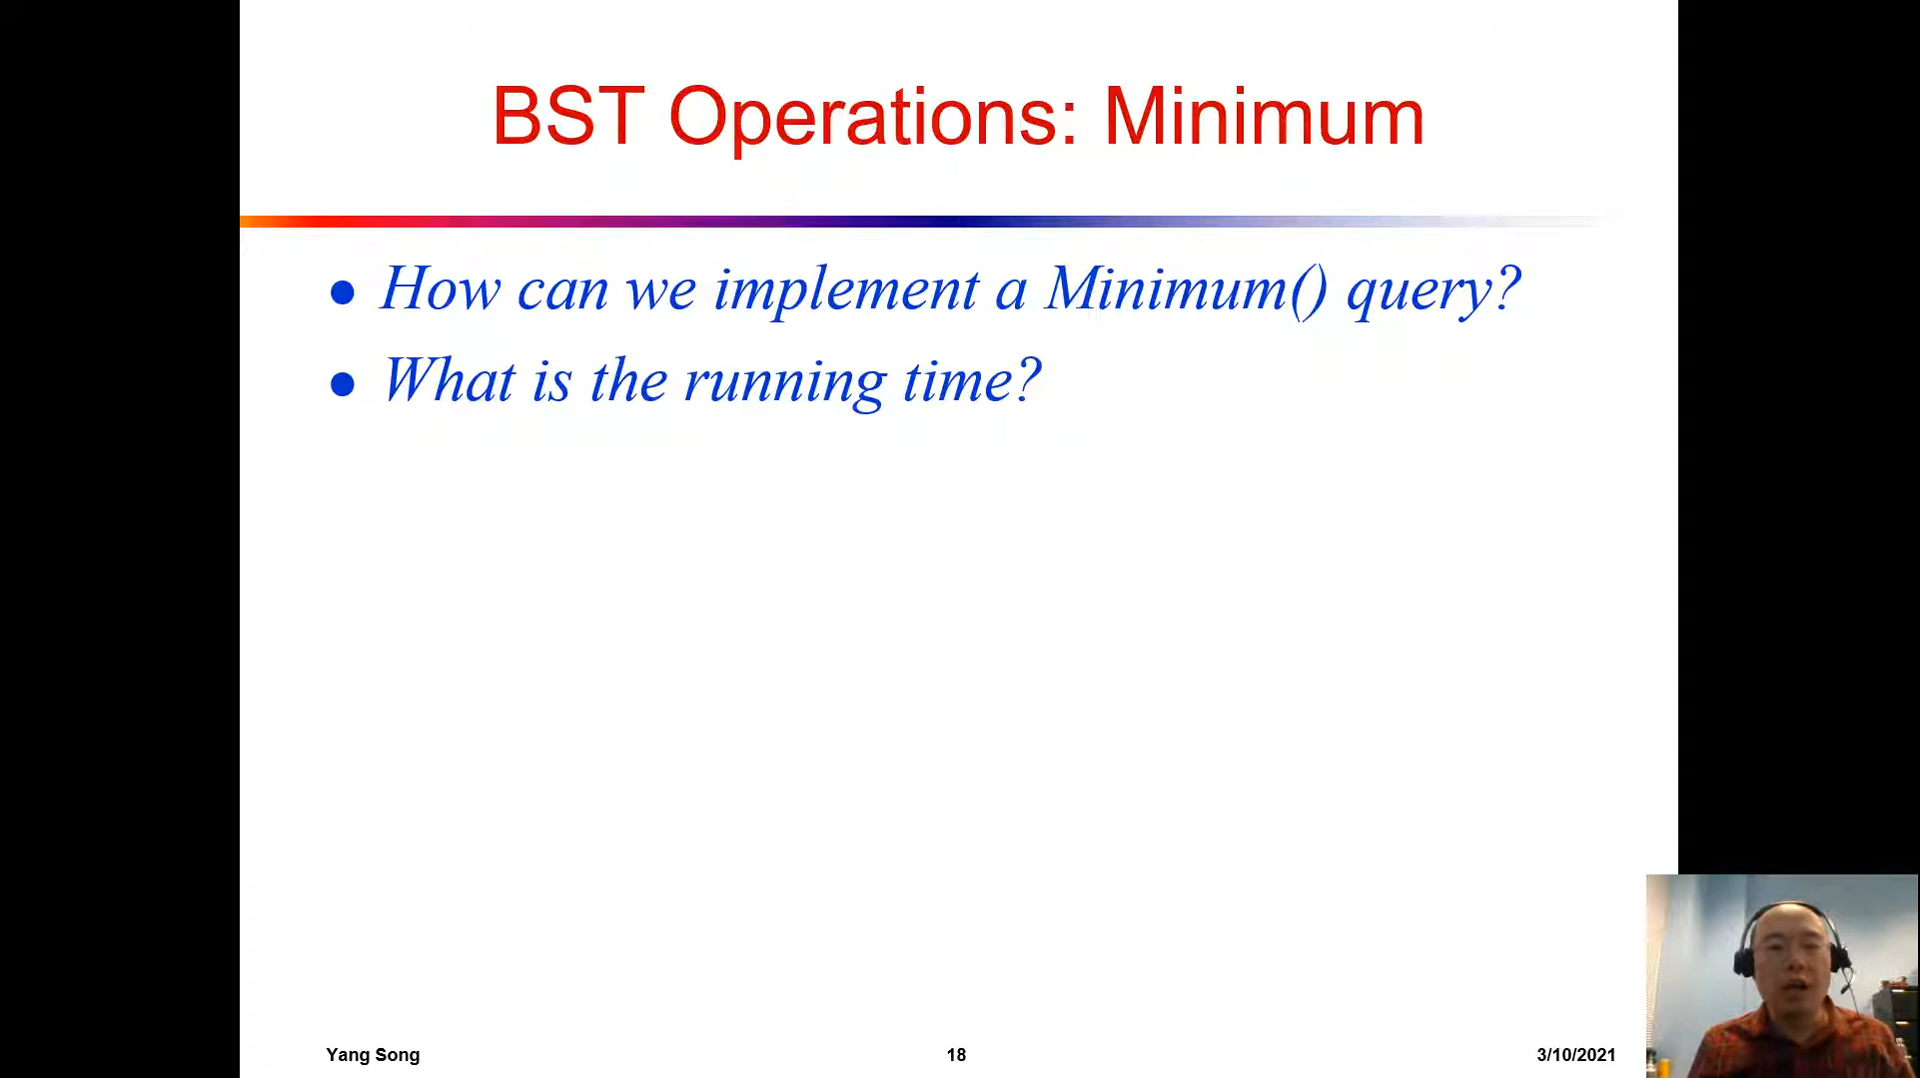 BST Operations: Minimum
● How can we implement a Minimum() query?
● What is the running time?
Yang Song
18
3/10/2021